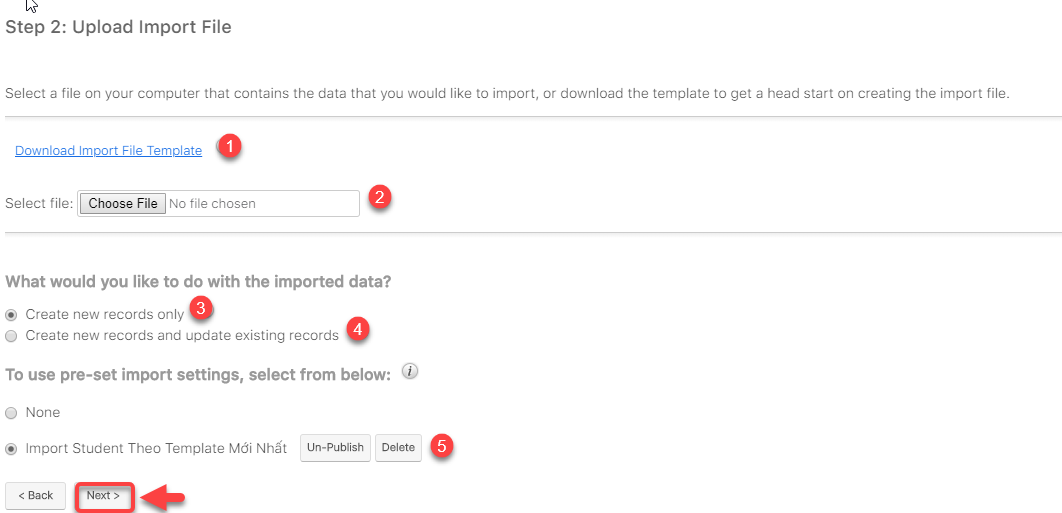 Step 2: Upload Import File
Select a file on your computer that contains the data that you would like to import, or download the template to get a head start on creating the import file.
Download Import File Template 1
Select file: Choose File No file chosen 2
What would you like to do with the imported data?
Create new records only 3
Create new records and update existing records 4
To use pre-set import settings, select from below: i
None
Import Student Theo Template Mới Nhất Un-Publish Delete 5
< Back Next >